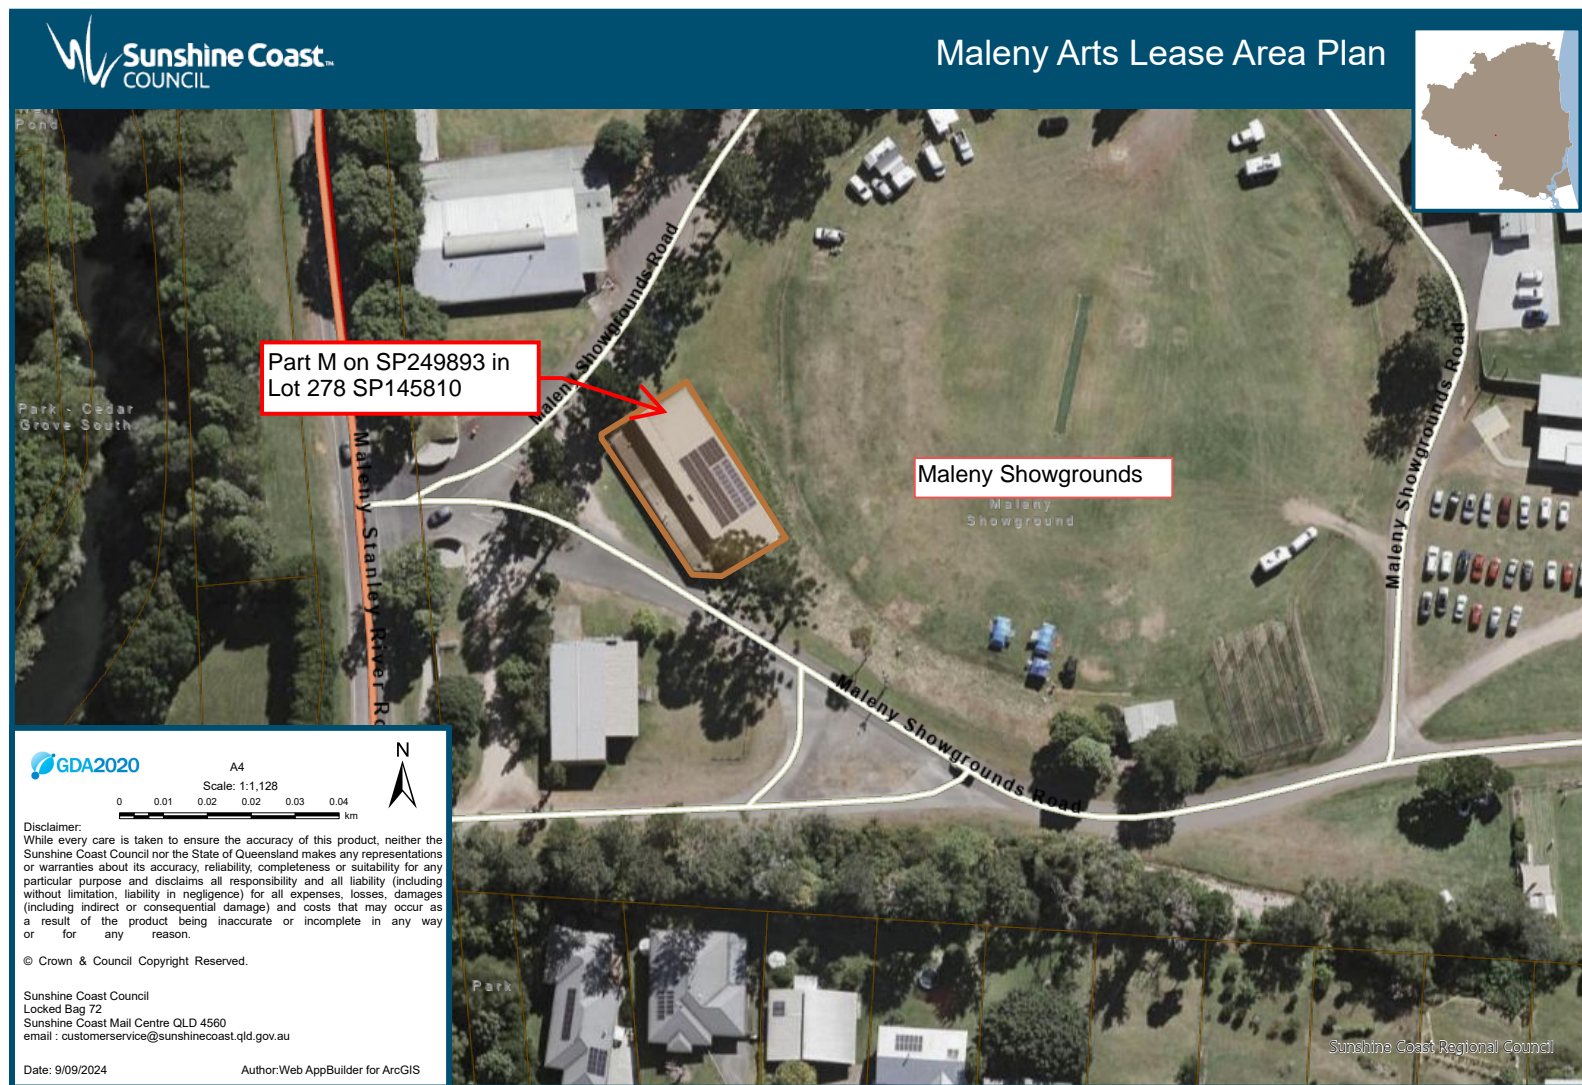 Sunshine Coast™
COUNCIL
Maleny Arts Lease Area Plan
Pond
Maleny Showgrounds Road
Part M on SP249893 in
Lot 278 SP145810
Park - Cedar
Grove South
Maleny Stanley River Ro
Maleny Showgrounds
Maleny
Showground
Maleny Showgrounds Road
Maleny Showgrounds Road
Maleny Showgrounds Road
GDA2020
A4
Scale: 1:1,128
N
0 0.01 0.02 0.02 0.03 0.04
km
Disclaimer:
While every care is taken to ensure the accuracy of this product, neither the
Sunshine Coast Council nor the State of Queensland makes any representations
or warranties about its accuracy, reliability, completeness or suitability for any
particular purpose and disclaims all responsibility and all liability (including
without limitation, liability in negligence) for all expenses, losses, damages
(including indirect or consequential damage) and costs that may occur as
a result of the product being inaccurate or incomplete in any way
or for any reason.
© Crown & Council Copyright Reserved.
Sunshine Coast Council
Locked Bag 72
Sunshine Coast Mail Centre QLD 4560
email : customerservice@sunshinecoast.qld.gov.au
Date: 9/09/2024 Author:Web AppBuilder for ArcGIS
Park
Sunshine Coast Regional Council